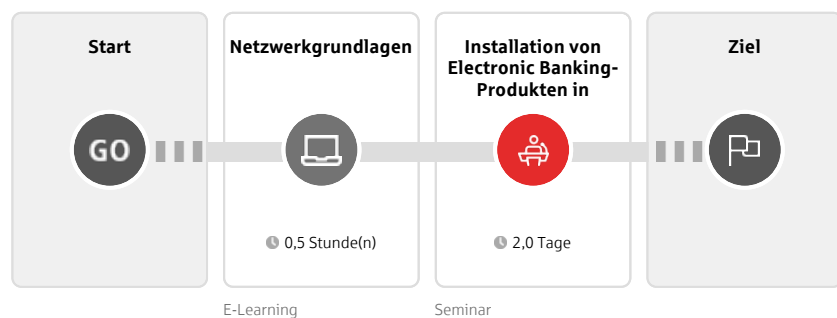 Start
GO
Netzwerkgrundlagen
0,5 Stunde(n)
E-Learning
Installation von
Electronic Banking-
Produkten in
2,0 Tage
Seminar
Ziel